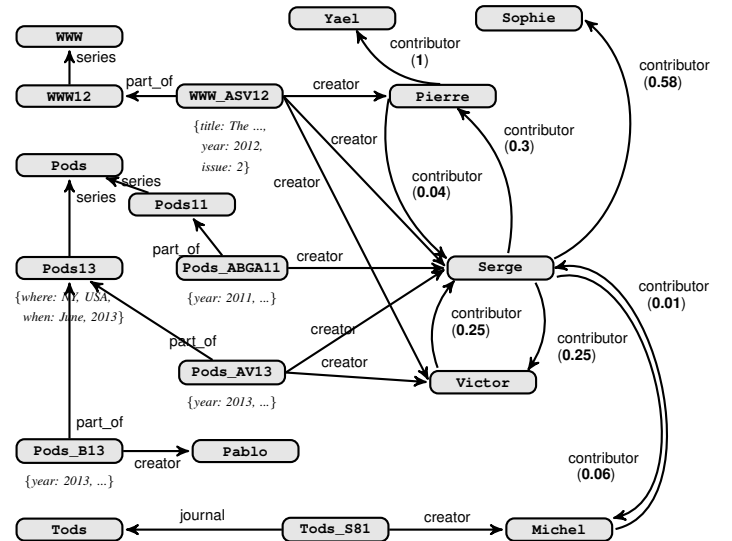 Yael
Sophie
WWW
contributor
(1)
series
contributor
(0.58)
part_of
creator
WWW12
WWW_ASV12
Pierre
{title: The ...,
year: 2012,
issue: 2}
creator
contributor
(0.3)
Pods
series
creator
contributor
(0.04)
series
Pods11
part_of
creator
Pods13
Pods_ABGA11
Serge
{where: NY, USA,
when: June, 2013}
{year: 2011, ...}
contributor
(0.01)
contributor
(0.25)
creator
part_of
contributor
(0.25)
creator
Pods_AV13
Victor
{year: 2013, ...}
part_of
Pods_B13
Pablo
creator
contributor
(0.06)
{year: 2013, ...}
journal
creator
Tods
Tods_S81
Michel